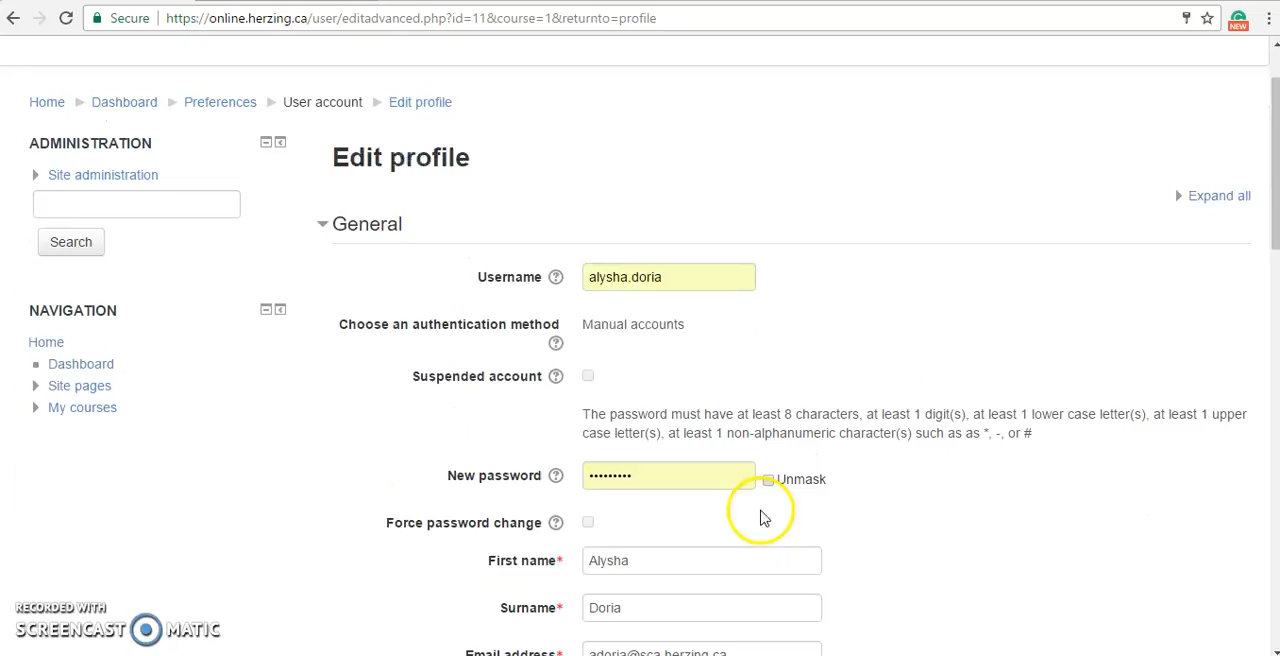 Secure https://online.herzing.ca/user/editadvanced.php?id=11&course=1&returnto=profile
NEW
Home Dashboard Preferences User account Edit profile
ADMINISTRATION
Site administration
Search
NAVIGATION
Home
Dashboard
Site pages
My courses
Edit profile
Expand all
General
Username ? alysha.doria
Choose an authentication method Manual accounts
?
Suspended account ?
The password must have at least 8 characters, at least 1 digit(s), at least 1 lower case letter(s), at least 1 upper
case letter(s), at least 1 non-alphanumeric character(s) such as as *, -, or #
New password ? ••••••••• Unmask
Force password change ?
First name* Alysha
Surname* Doria
Email address* adoria@sca.herzing.ca
RECORDED WITH
SCREENCAST MATIC